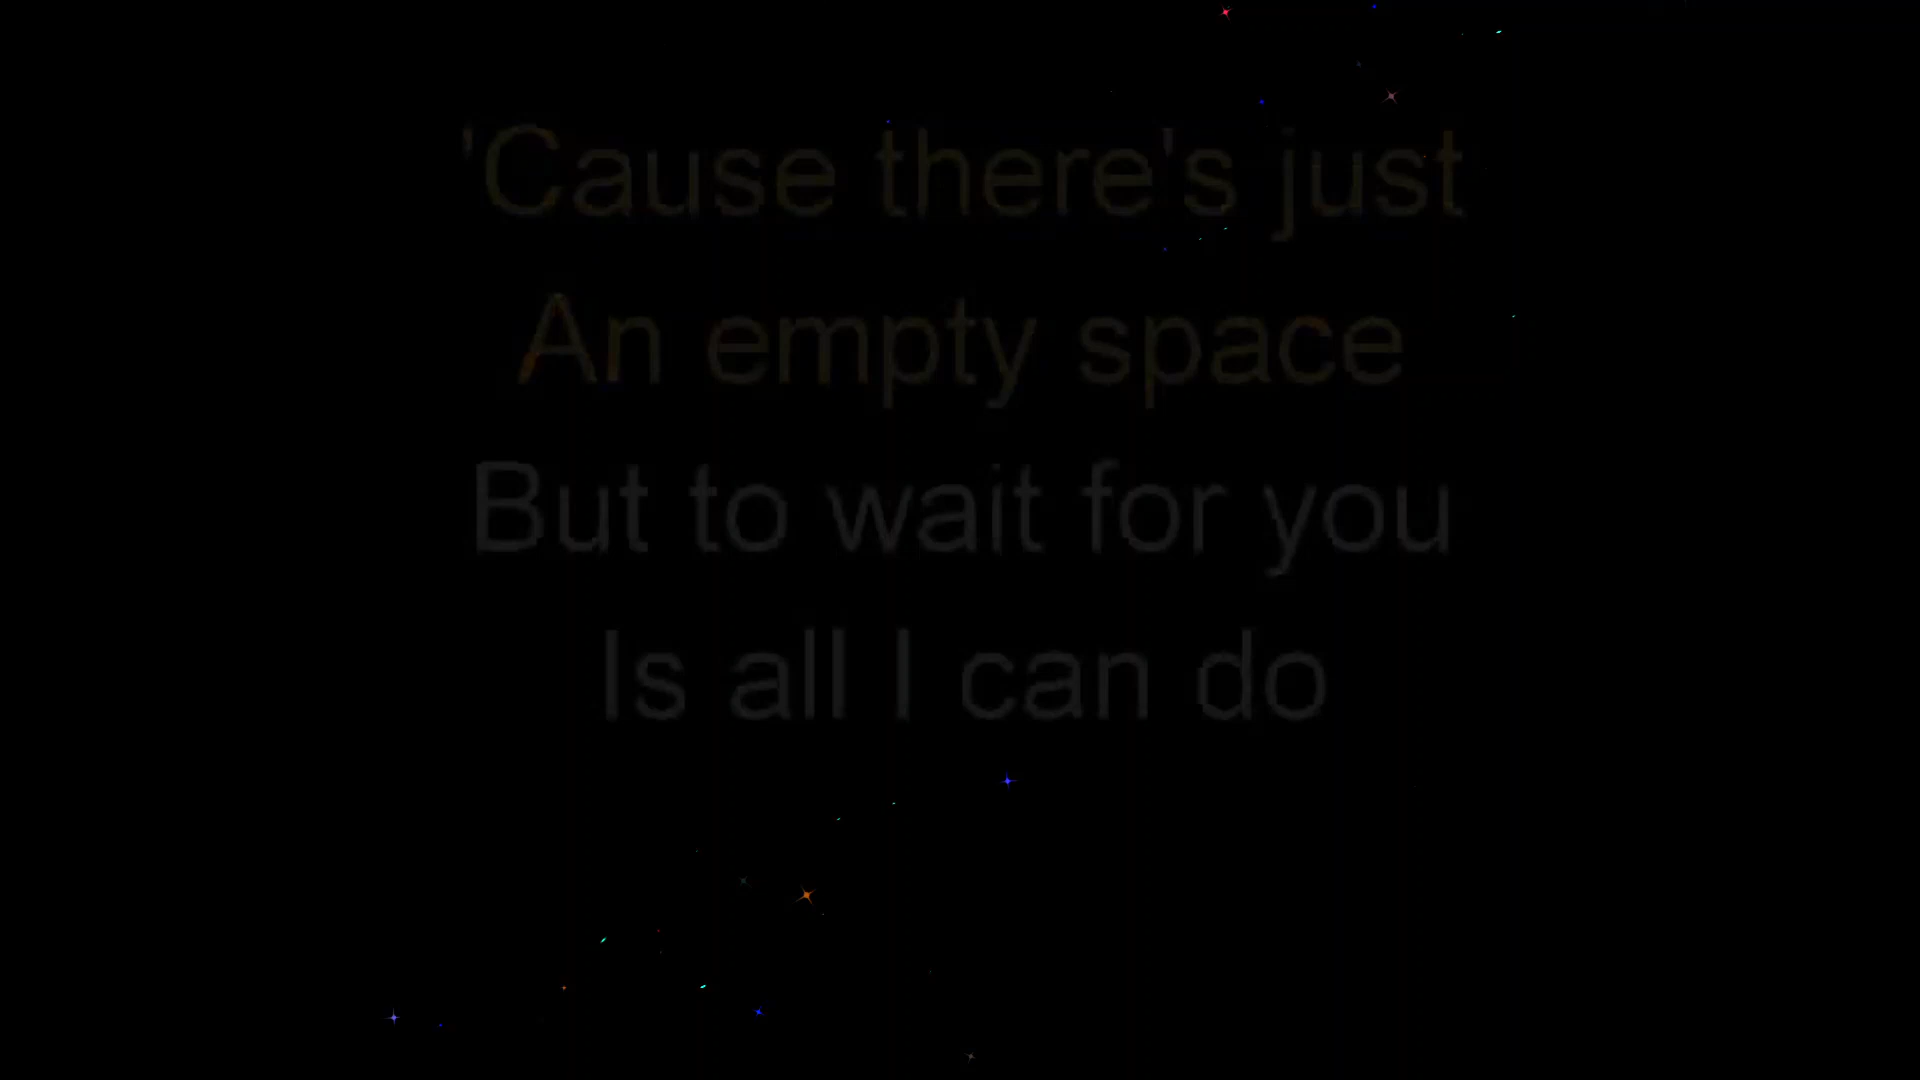 'Cause there's just
An empty space
But to wait for you
Is all I can do